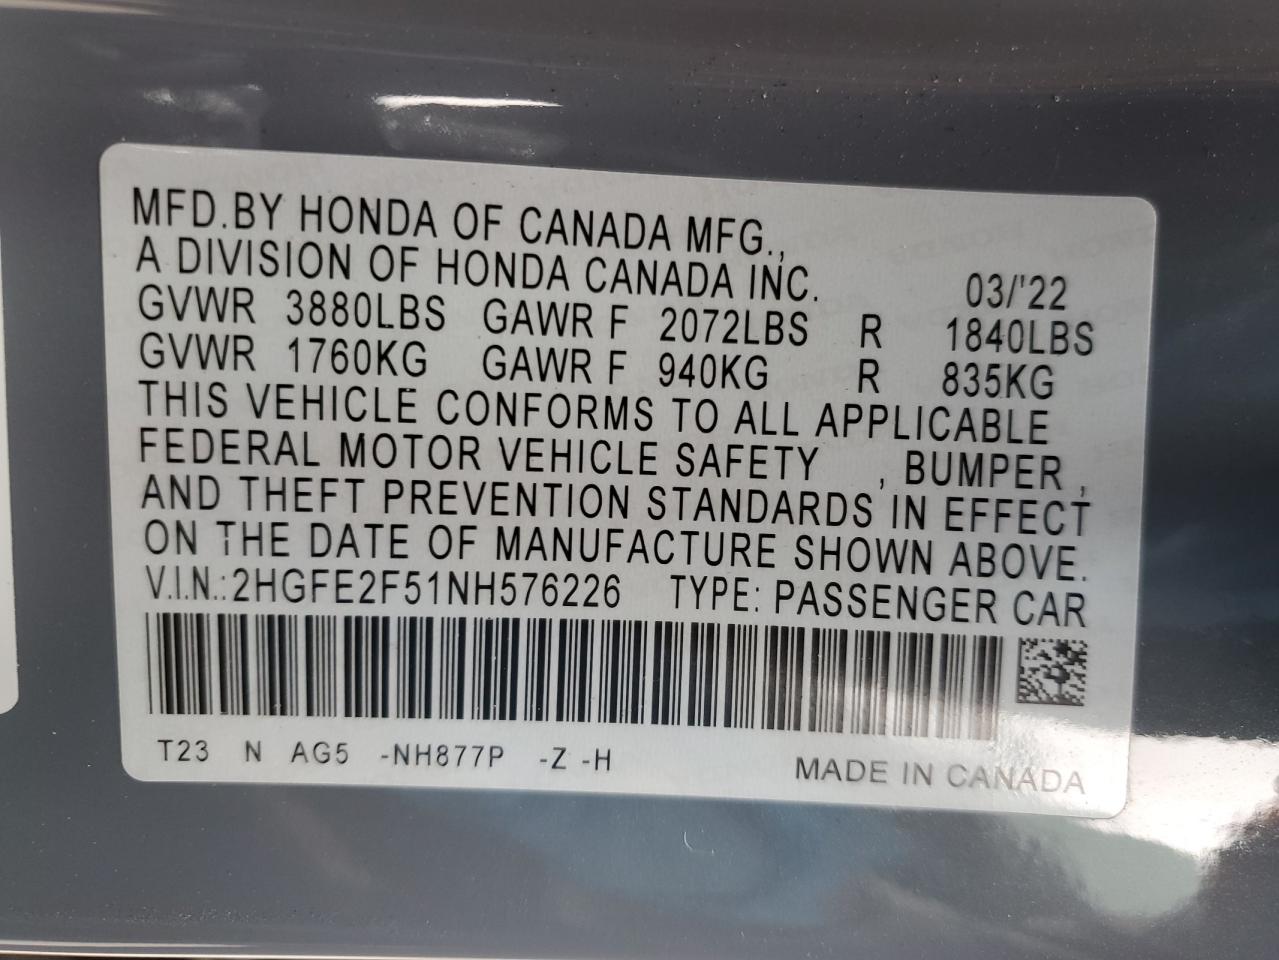 MFD.BY HONDA OF CANADA MFG.,
A DIVISION OF HONDA CANADA INC. 03/'22
GVWR 3880LBS GAWR F 2072LBS R 1840LBS
GVWR 1760KG GAWR F 940KG R 835KG
THIS VEHICLE CONFORMS TO ALL APPLICABLE
FEDERAL MOTOR VEHICLE SAFETY , BUMPER ,
AND THEFT PREVENTION STANDARDS IN EFFECT
ON THE DATE OF MANUFACTURE SHOWN ABOVE.
V.I.N.:2HGFE2F51NH576226 TYPE: PASSENGER CAR
T23 N AG5 -NH877P -Z -H MADE IN CANADA